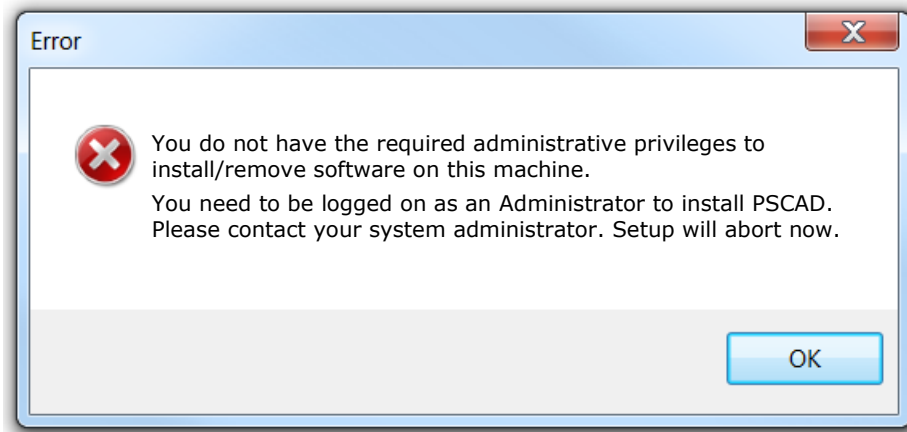 Error
You do not have the required administrative privileges to
install/remove software on this machine.
You need to be logged on as an Administrator to install PSCAD.
Please contact your system administrator. Setup will abort now.
OK